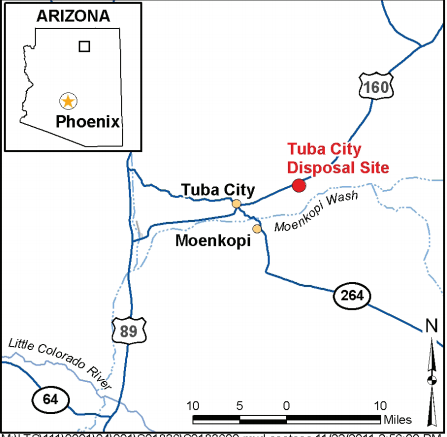 ARIZONA
Phoenix
160
Tuba City
Disposal Site
Tuba City
Moenkopi Wash
Moenkopi
264
89
N
Little Colorado River
64
10 5 0 10
Miles